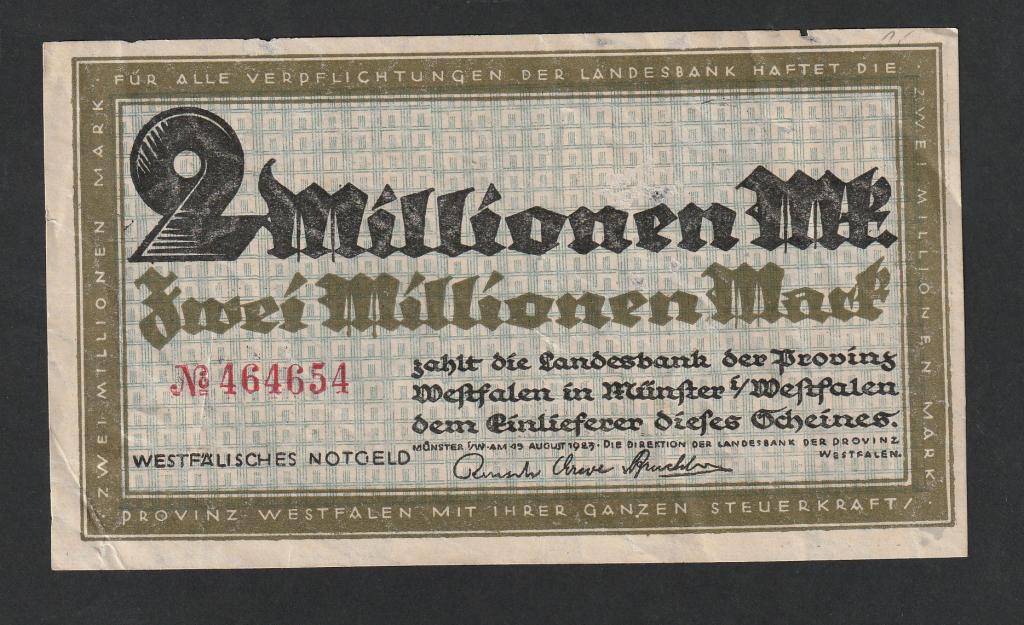 FÜR ALLE VERPFLICHTUNGEN DER LANDESBANK HAFTET DIE
ZWEI MILLIONEN MARK
ZWEI MILLIONEN MARK
2 Millionen Mk.
Zwei Millionen Mark
№ 464654
zahlt die Landesbank der Provinz
Westfalen in Münster i/Westfalen
dem Einlieferer dieses Scheines.
MÜNSTER I/W· AM 15 AUGUST 1923· DIE DIREKTION DER LANDESBANK DER PROVINZ
WESTFALEN.
WESTFÄLISCHES NOTGELD
PROVINZ WESTFALEN MIT IHRER GANZEN STEUERKRAFT/